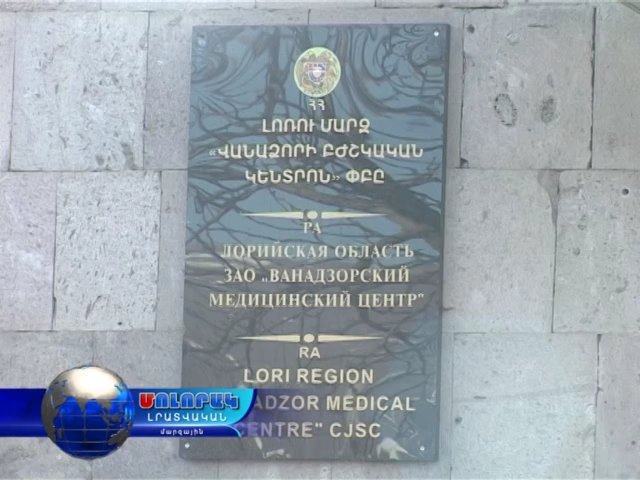 ՀՀ
ԼՈՌՈՒ ՄԱՐԶ
«ՎԱՆԱՁՈՐԻ ԲԺՇԿԱԿԱՆ
ԿԵՆՏՐՈՆ» ՓԲԸ
РА
ЛОРИЙСКАЯ ОБЛАСТЬ
ЗАО „ВАНАДЗОРСКИЙ
МЕДИЦИНСКИЙ ЦЕНТР"
RA
LORI REGION
MEDICAL
CENTRE" CJSC
ՄՈԼՈՐԱԿ
ԼՐԱՏՎԱԿԱՆ
մարզային